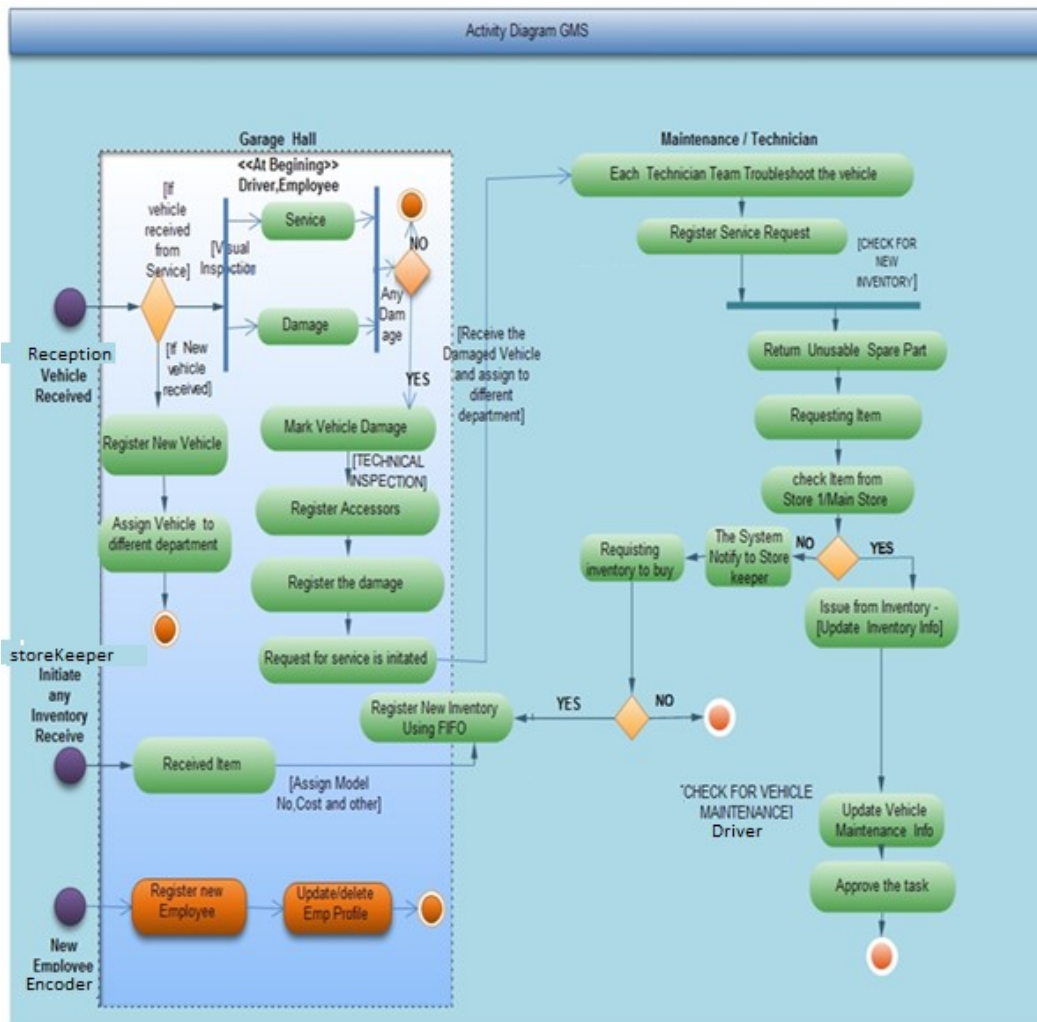 Activity Diagram GMS
Garage Hall
<<At Begining>>
Driver,Employee
[If
vehicle
received
from
Service]
[Visual
Inspection
Service
Damage
NO
Any
Dam
age
YES
Reception
Vehicle
Received
[If New
vehicle
received]
Register New Vehicle
Assign Vehicle to
different department
Mark Vehicle Damage
[TECHNICAL
INSPECTION]
Register Accessors
Register the damage
Request for service is initated
[Receive the
Damaged Vehicle
and assign to
different
department]
storeKeeper
Initiate
any
Inventory
Receive
Received Item
[Assign Model
No,Cost and other]
Register New Inventory
Using FIFO
Register new
Employee
Update/delete
Emp Profile
New
Employee
Encoder
Maintenance / Technician
Each Technician Team Troubleshoot the vehicle
Register Service Request
[CHECK FOR
NEW
INVENTORY]
Return Unusable Spare Part
Requesting Item
check Item from
Store 1/Main Store
NO
YES
The System
Notify to Store
keeper
Requisting
inventory to buy
Issue from Inventory -
[Update Inventory Info]
YES
NO
[CHECK FOR VEHICLE
MAINTENANCE]
Driver
Update Vehicle
Maintenance Info
Approve the task